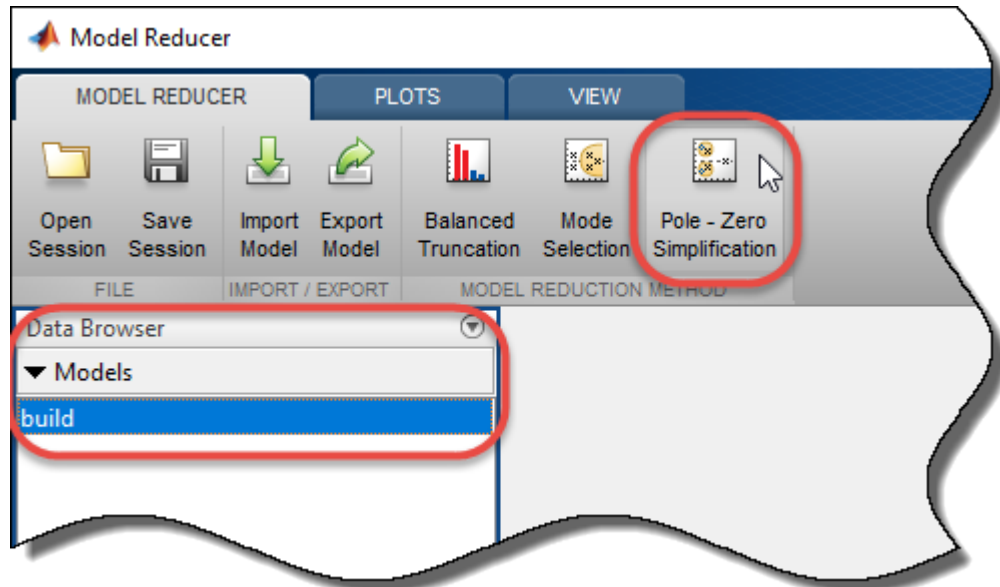 Model Reducer
MODEL REDUCER PLOTS VIEW
Open Session
Save Session
Import Model
Export Model
Balanced Truncation
Mode Selection
Pole - Zero Simplification
FILE IMPORT / EXPORT MODEL REDUCTION METHOD
Data Browser
Models
build